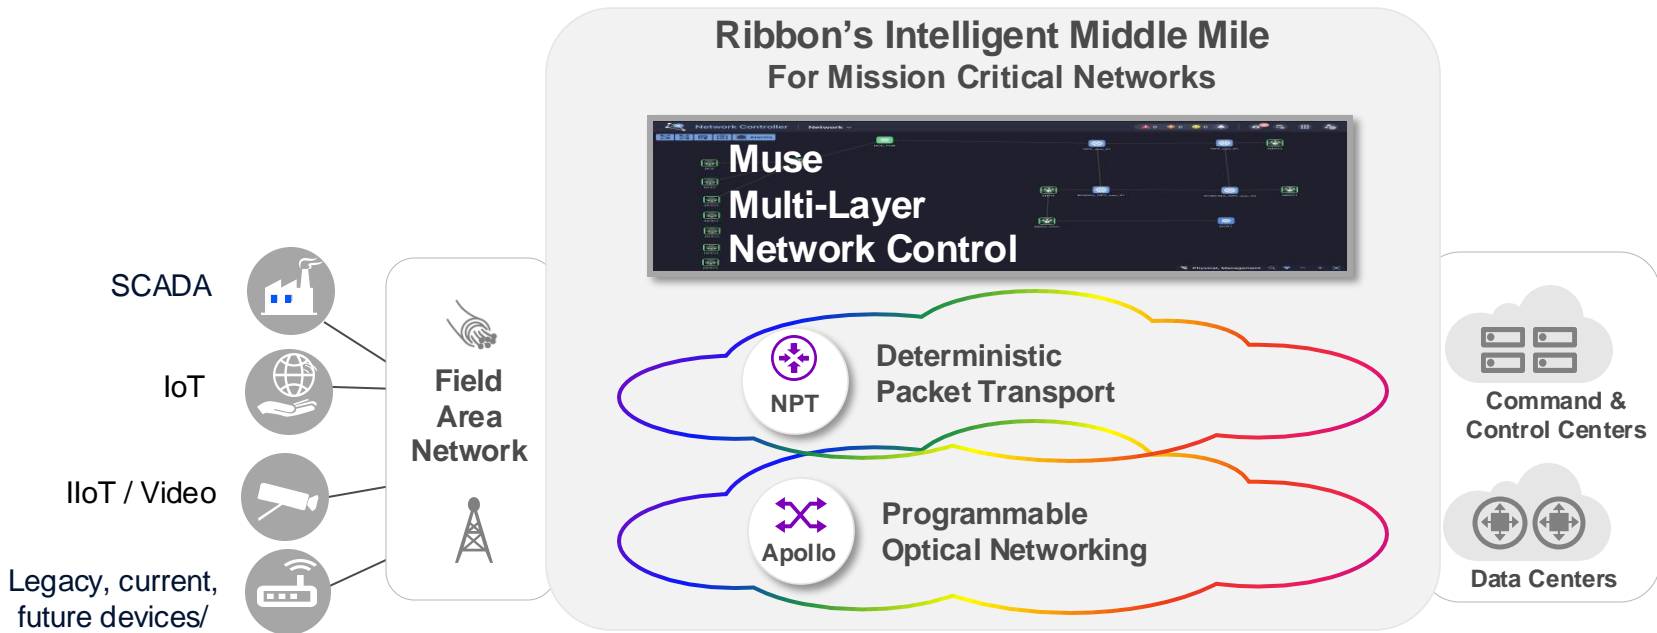 Ribbon's Intelligent Middle Mile
For Mission Critical Networks
Network Controller
Network
Muse
Multi-Layer
Network Control
Physical, Management
SCADA
IoT
IIoT / Video
Legacy, current,
future devices/
Field
Area
Network
NPT
Deterministic
Packet Transport
Apollo
Programmable
Optical Networking
Command &
Control Centers
Data Centers